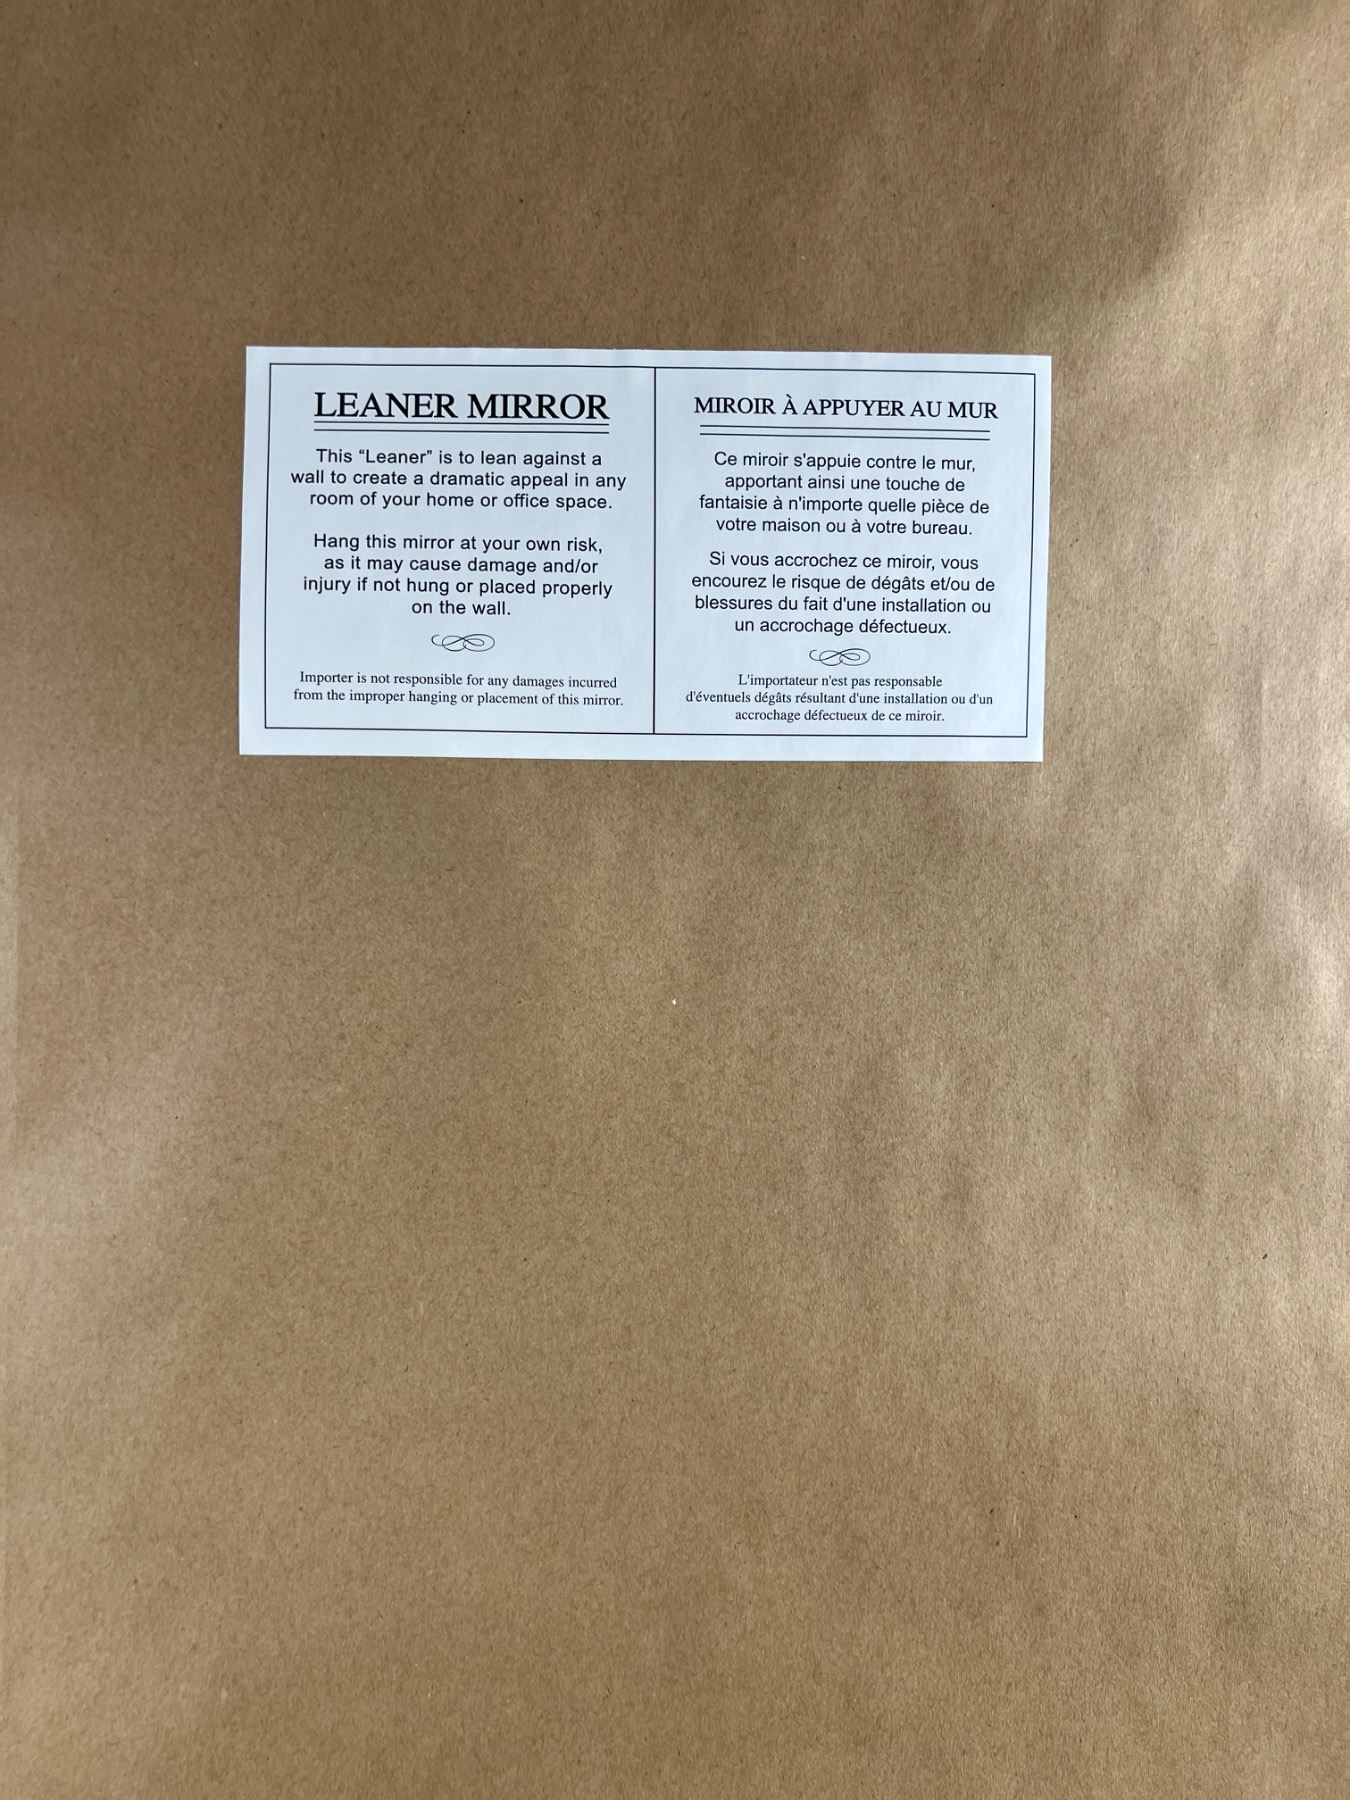 LEANER MIRROR
This “Leaner” is to lean against a
wall to create a dramatic appeal in any
room of your home or office space.
Hang this mirror at your own risk,
as it may cause damage and/or
injury if not hung or placed properly
on the wall.
Importer is not responsible for any damages incurred
from the improper hanging or placement of this mirror.
MIROIR À APPUYER AU MUR
Ce miroir s'appuie contre le mur,
apportant ainsi une touche de
fantaisie à n'importe quelle pièce de
votre maison ou à votre bureau.
Si vous accrochez ce miroir, vous
encourez le risque de dégâts et/ou de
blessures du fait d'une installation ou
un accrochage défectueux.
L'importateur n'est pas responsable
d'éventuels dégâts résultant d'une installation ou d'un
accrochage défectueux de ce miroir.